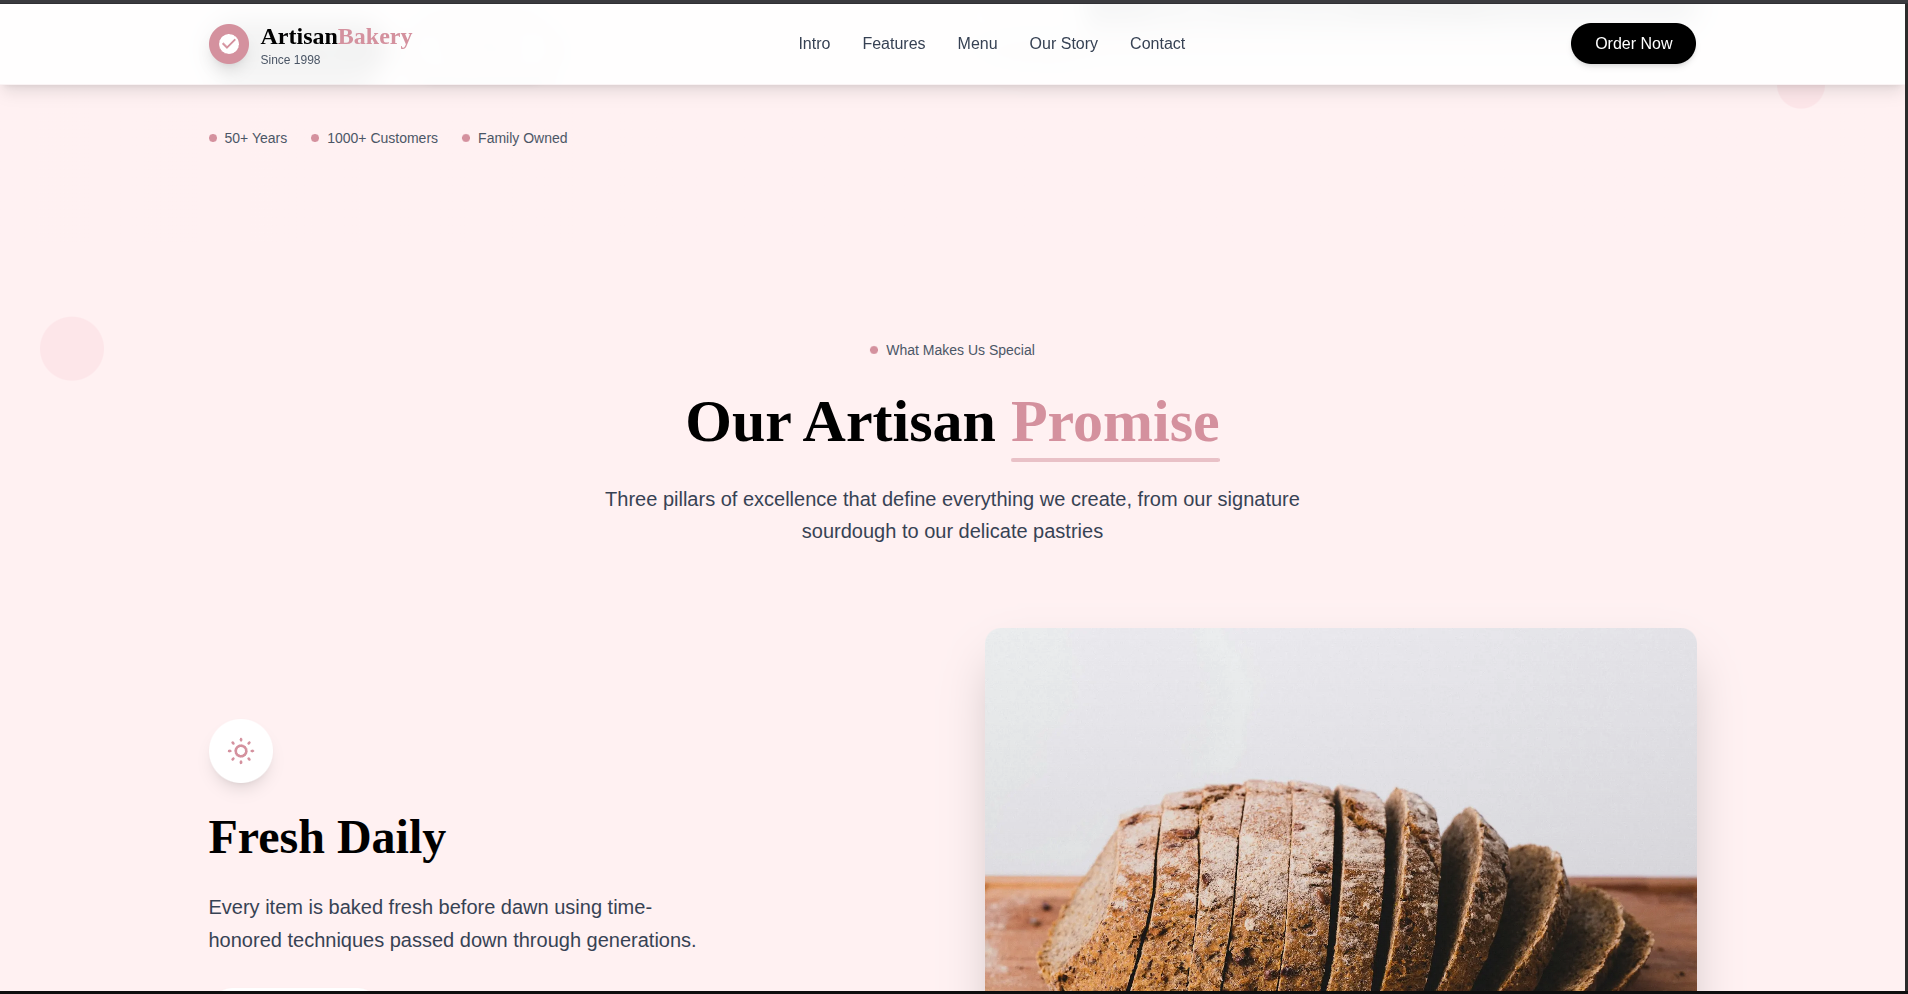 ArtisanBakery
Since 1998
Intro
Features
Menu
Our Story
Contact
Order Now
50+ Years
1000+ Customers
Family Owned
What Makes Us Special
Our Artisan Promise
Three pillars of excellence that define everything we create, from our signature
sourdough to our delicate pastries
Fresh Daily
Every item is baked fresh before dawn using time-
honored techniques passed down through generations.